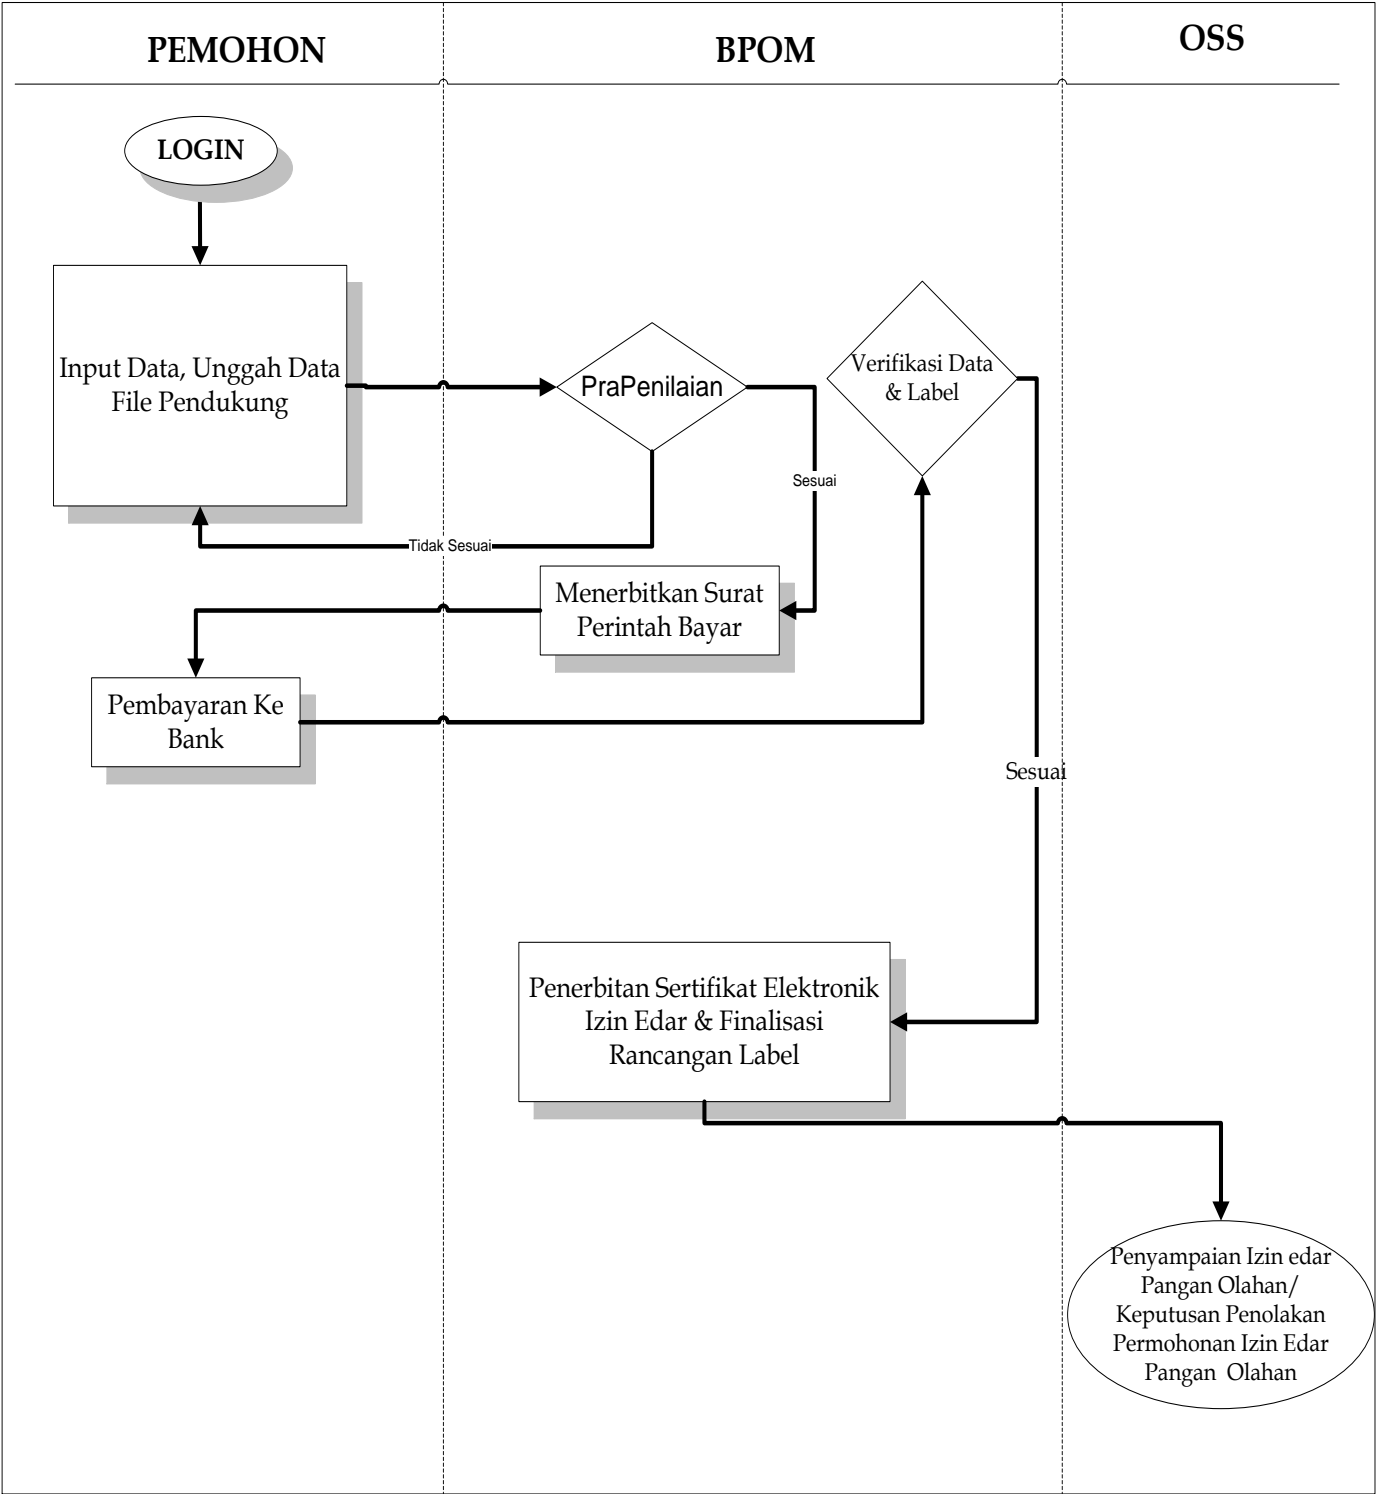 PEMOHON
BPOM
OSS
LOGIN
Input Data, Unggah Data
File Pendukung
PraPenilaian
Verifikasi Data
& Label
Sesuai
Tidak Sesuai
Menerbitkan Surat
Perintah Bayar
Pembayaran Ke
Bank
Sesuai
Penerbitan Sertifikat Elektronik
Izin Edar & Finalisasi
Rancangan Label
Penyampaian Izin edar
Pangan Olahan/
Keputusan Penolakan
Permohonan Izin Edar
Pangan Olahan